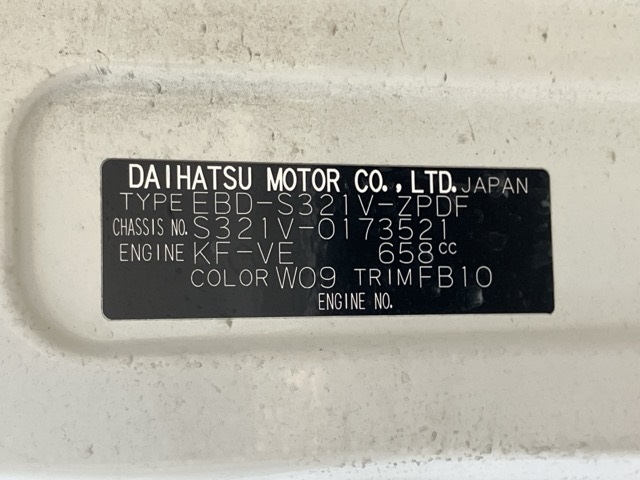 DAIHATSU MOTOR CO., LTD. JAPAN
TYPE EBD-S321V-ZPDF
CHASSIS NO. S321V-0173521
ENGINE KF-VE 658cc
COLOR W09 TRIM FB10
ENGINE NO.